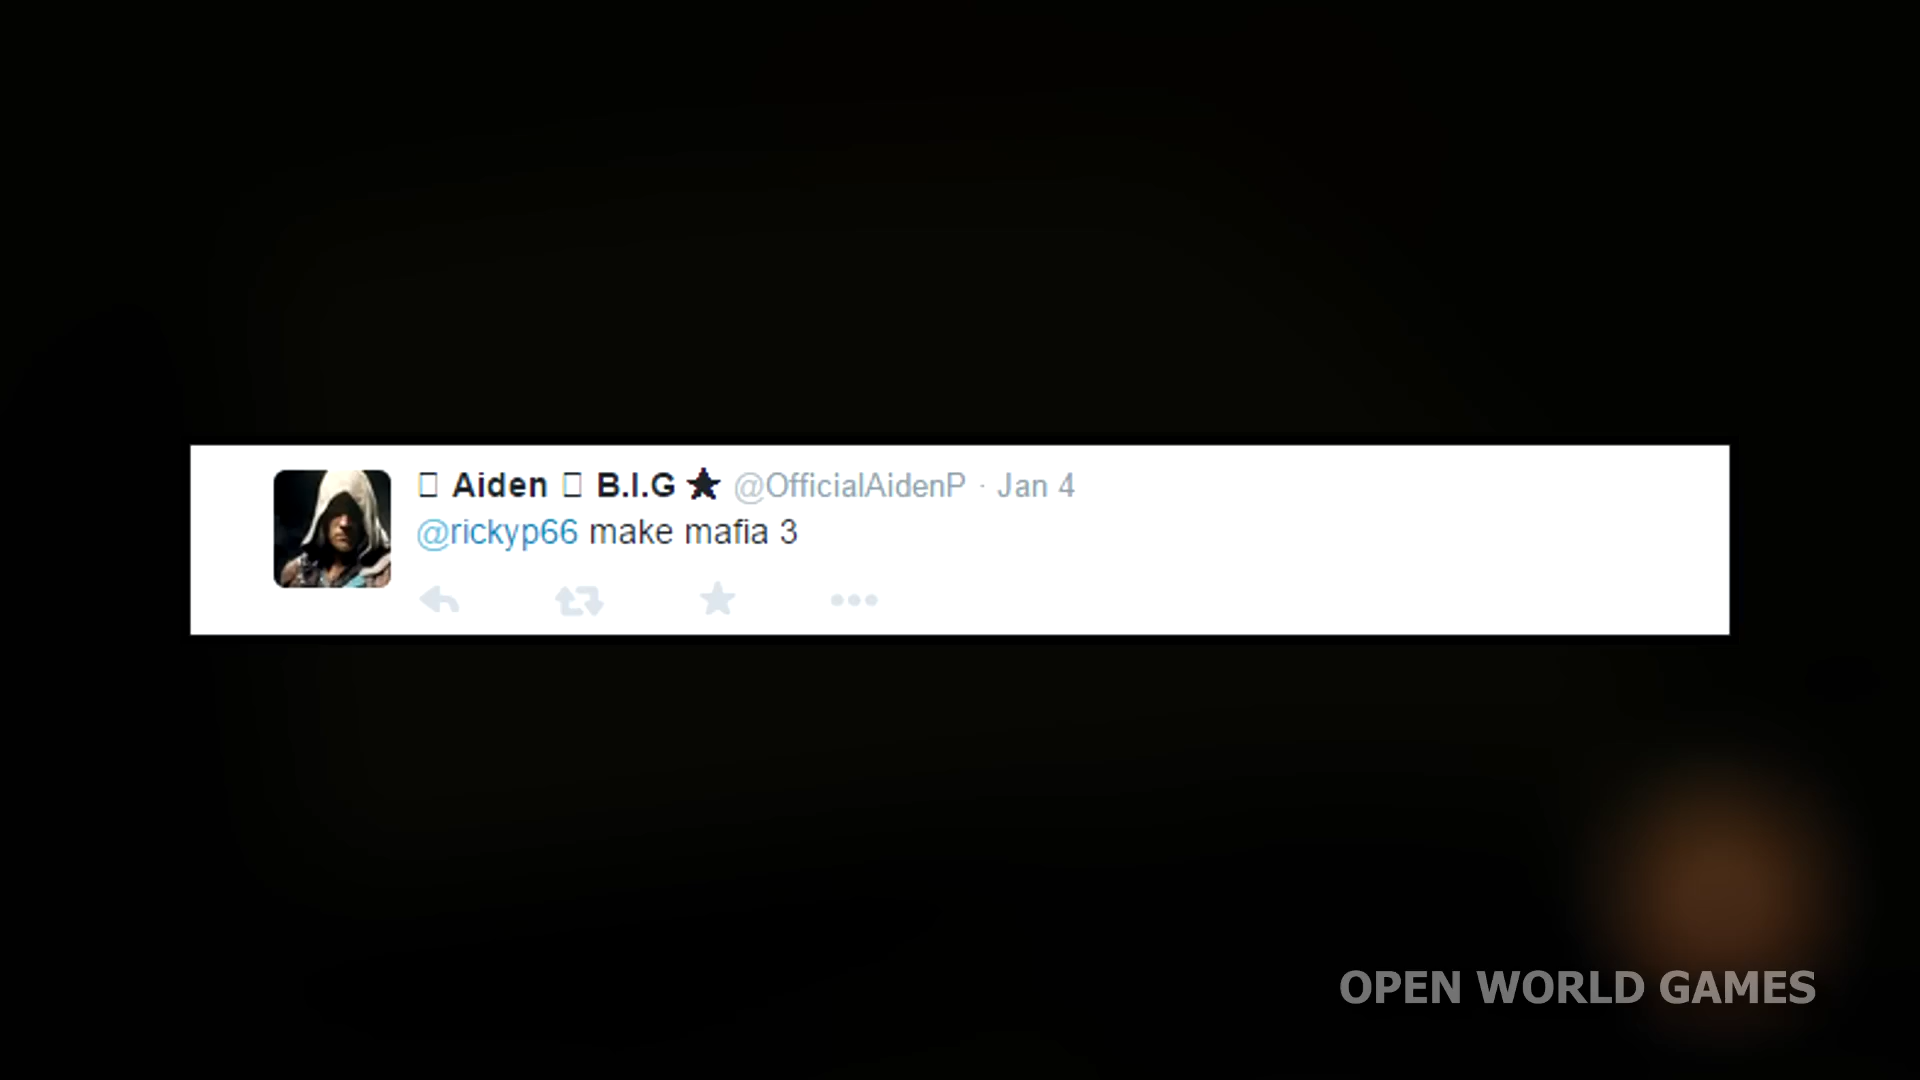 Aiden B.I.G ★ @OfficialAidenP · Jan 4
@rickyp66 make mafia 3
OPEN WORLD GAMES